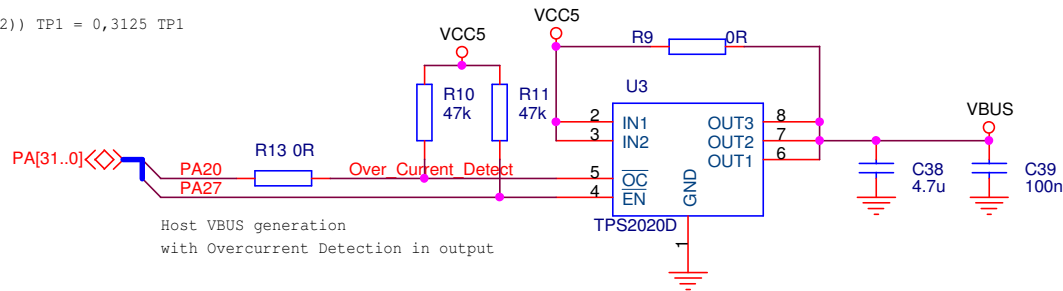 2)) TP1 = 0,3125 TP1
VCC5
VCC5
R9
0R
U3
R10
47k
R11
47k
2
IN1
OUT3
8
VBUS
3
IN2
OUT2
7
OUT1
6
PA[31..0]
R13 0R
PA20
Over_Current_Detect
5
OC
PA27
4
EN
GND
C38
4.7u
C39
100n
TPS2020D
1
Host VBUS generation
with Overcurrent Detection in output